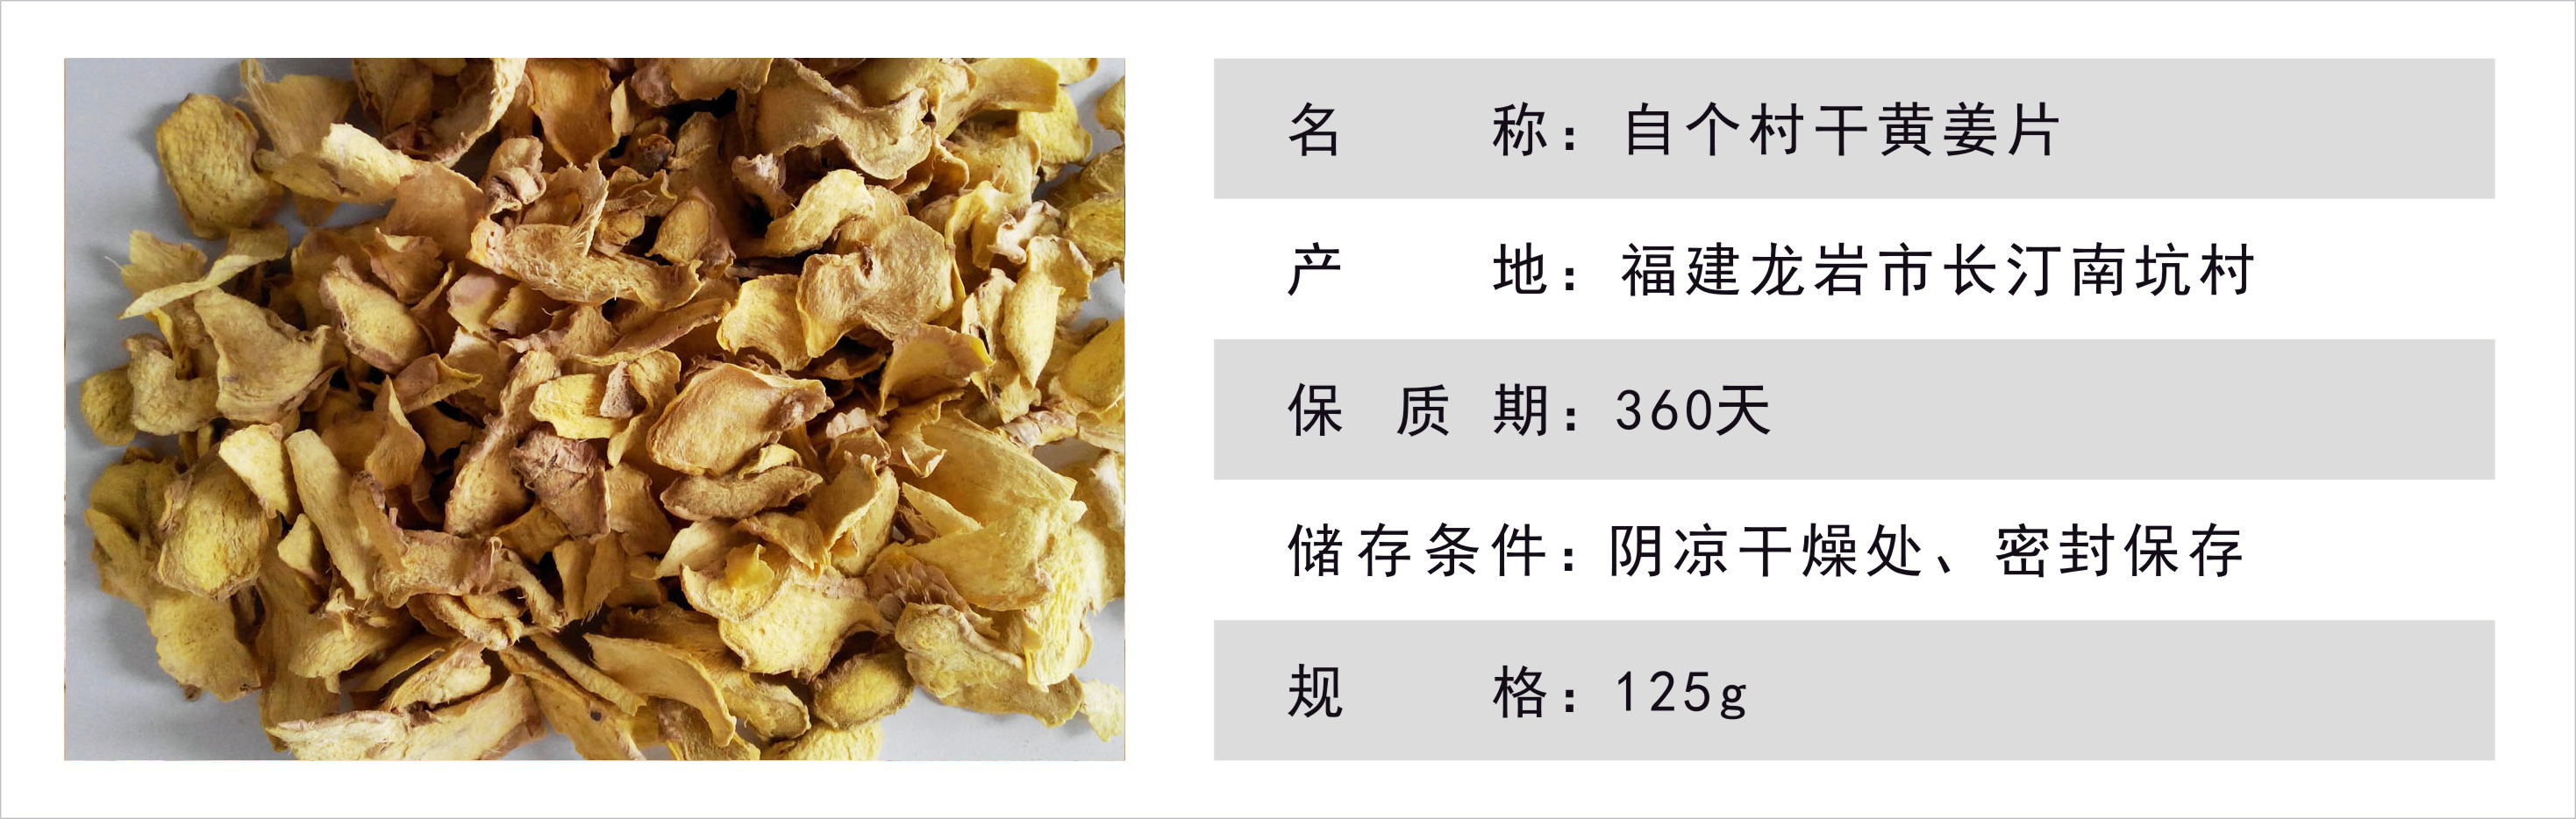 名称：自个村干黄姜片
产地：福建龙岩市长汀南坑村
保质期：360天
储存条件：阴凉干燥处、密封保存
规格：125g